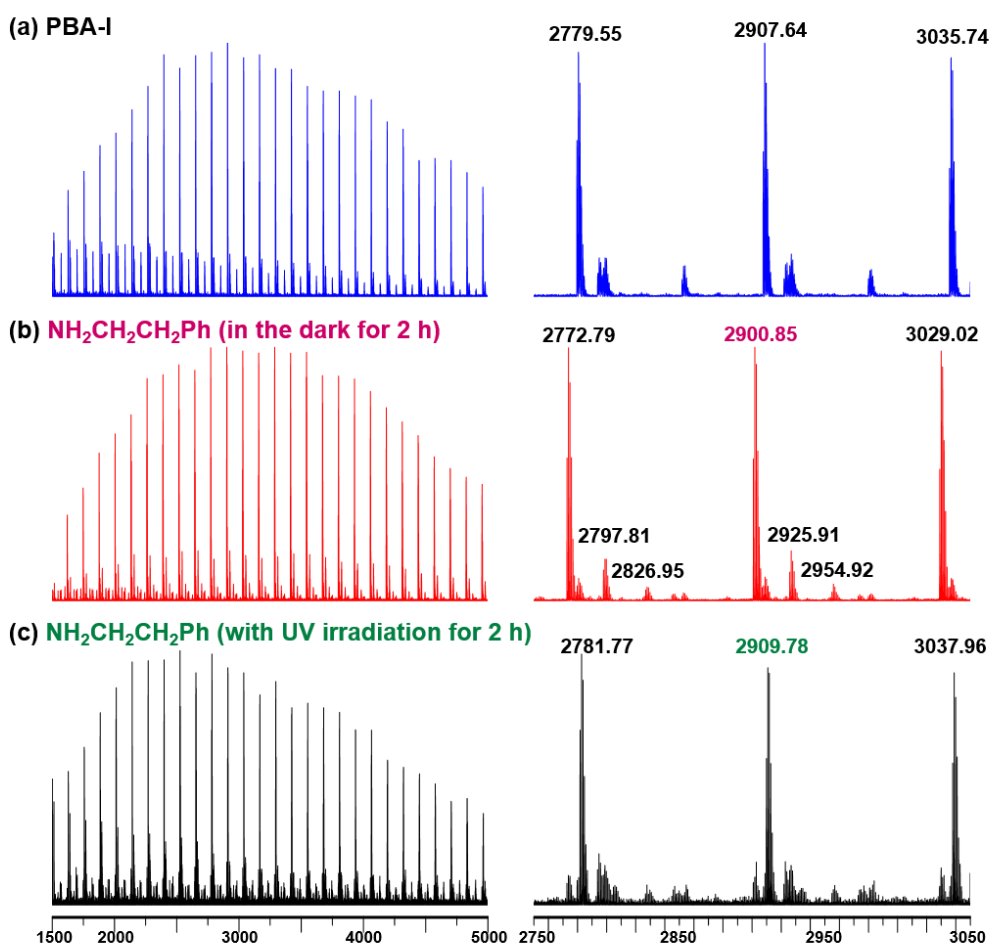 (a) PBA-I
2779.55 2907.64 3035.74
(b) NH₂CH₂CH₂Ph (in the dark for 2 h)
2772.79 2900.85 3029.02
2797.81 2925.91
2826.95 2954.92
(c) NH₂CH₂CH₂Ph (with UV irradiation for 2 h)
2781.77 2909.78 3037.96
1500 2000 3000 4000 5000 2750 2850 2950 3050